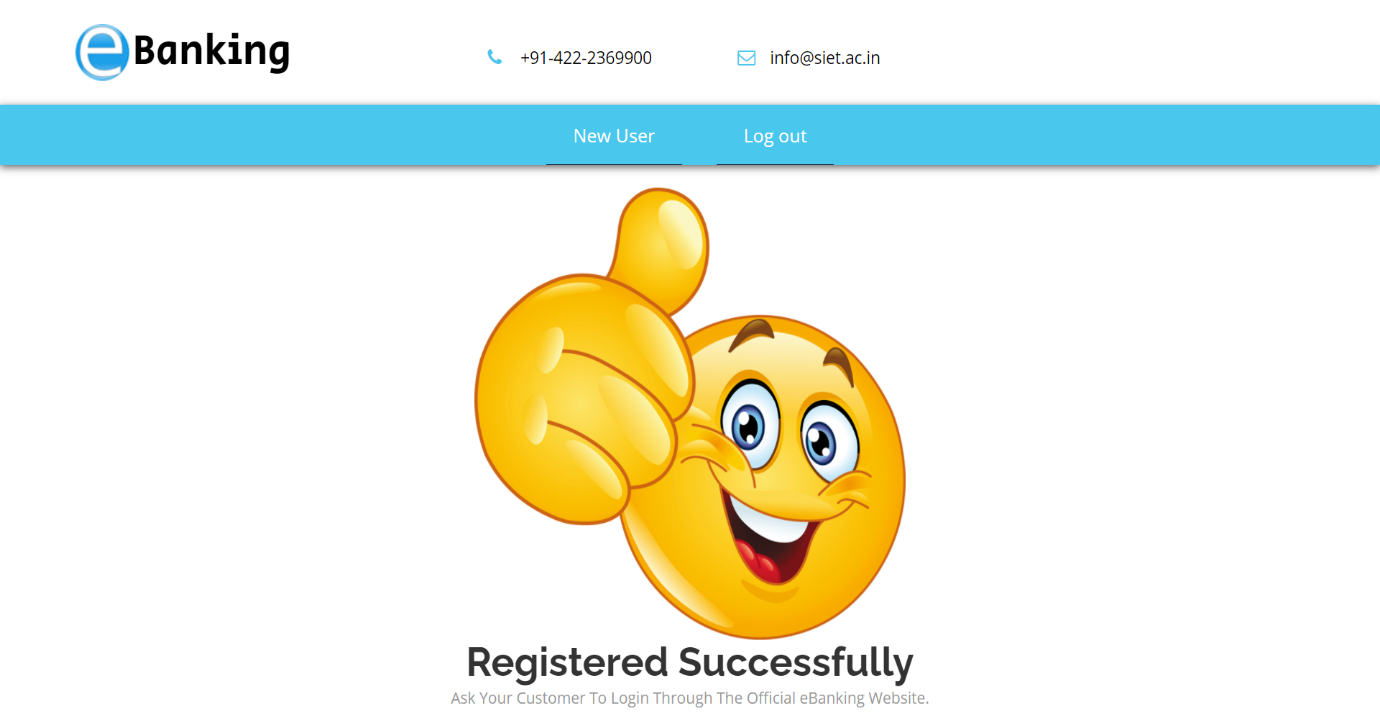 eBanking
+91-422-2369900
info@siet.ac.in
New User
Log out
Registered Successfully
Ask Your Customer To Login Through The Official eBanking Website.